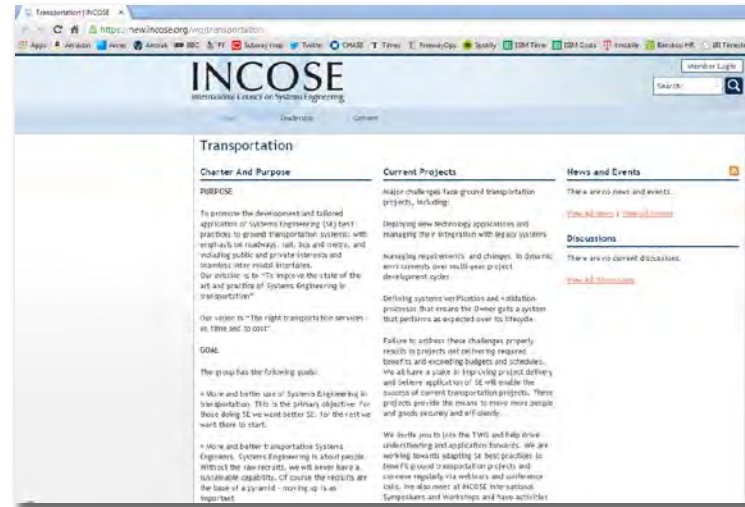 Transportation | INCOSE
https://new.incose.org/wg/transportation
Apps Amazon Amtrak BBC FT Subway map Twitter CHASE Times FreewayOps Spotify ISM Time ISM Costs
Member Login
INCOSE
International Council on Systems Engineering
Search:
Leadership
Transportation
Charter And Purpose
PURPOSE
To promote the development and tailored
application of Systems Engineering (SE) best
practices to ground transportation systems; with
emphasis on roadways, rail, bus and metro, and
including public and private interests and
seamless inter modal interfaces.
Our mission is to "To improve the state of the
art and practice of Systems Engineering in
transportation"
Our vision is "The right transportation services -
on time and to cost"
GOAL
The group has the following goals:
» More and better use of Systems Engineering in
transportation. This is the primary objective. For
those doing SE we want better SE, for the rest we
want them to start.
» More and better transportation Systems
Engineers. Systems Engineering is about people.
Without the raw recruits, we will never have a
sustainable capability. Of course the recruits are
the base of a pyramid - moving up is as
important
Current Projects
Major challenges face ground transportation
projects, including:
Deploying new technology applications and
managing their integration with legacy systems
Managing requirements and changes in dynamic
environments over multi-year project
development cycles
Defining systems verification and validation
processes that ensure the Owner gets a system
that performs as expected over its lifecycle
Failure to address these challenges properly
results in projects not delivering required
benefits and exceeding budgets and schedules.
We all have a stake in improving project delivery
and believe application of SE will enable the
success of current transportation projects. These
projects provide the means to move more people
and goods securely and efficiently.
We invite you to join the TWG and help drive
understanding and application forwards. We are
working towards adapting SE best practices to
benefit ground transportation projects and
convene regularly via webinars and conference
calls. We also meet at INCOSE International
Symposiums and Workshops and have activities
News and Events
There are no news and events.
View All News | View All Events
Discussions
There are no current discussions.
View All Discussions